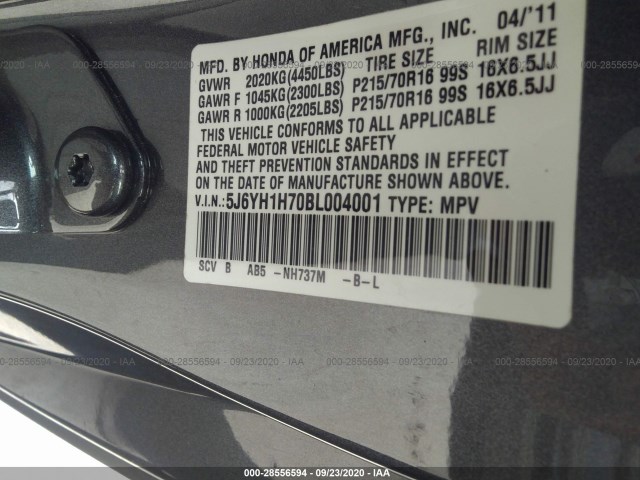 MFD. BY HONDA OF AMERICA MFG., INC. 04/'11
GVWR 2020KG(4450LBS) TIRE SIZE RIM SIZE
GAWR F 1045KG(2300LBS) P215/70R16 99S 16X6.5JJ
GAWR R 1000KG(2205LBS) P215/70R16 99S 16X6.5JJ
THIS VEHICLE CONFORMS TO ALL APPLICABLE
FEDERAL MOTOR VEHICLE SAFETY
AND THEFT PREVENTION STANDARDS IN EFFECT
ON THE DATE OF MANUFACTURE SHOWN ABOVE.
V.I.N.:5J6YH1H70BL004001 TYPE: MPV
SCV B AB5 -NH737M -B-L
000-28556594 - 09/23/2020 - IAA